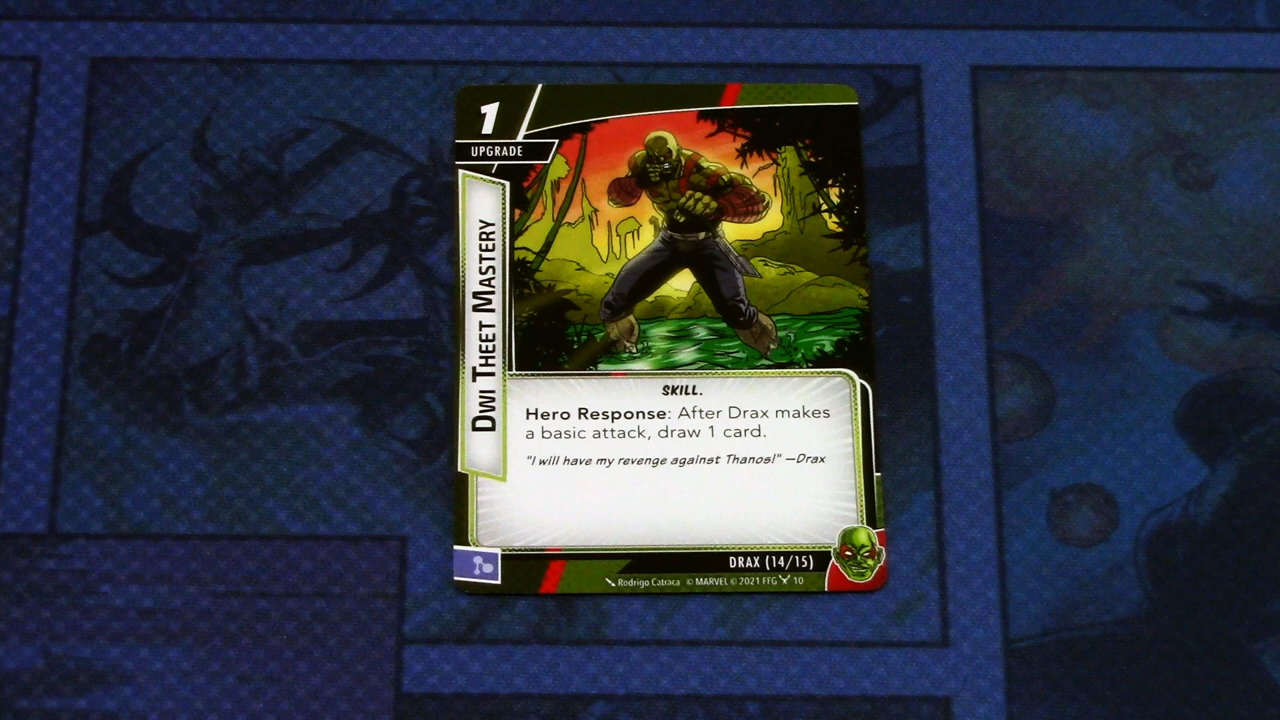 1
UPGRADE
DWI THEET MASTERY
SKILL.
Hero Response: After Drax makes
a basic attack, draw 1 card.
"I will have my revenge against Thanos!" —Drax
DRAX (14/15)
Rodrigo Catraca © MARVEL © 2021 FFG 10